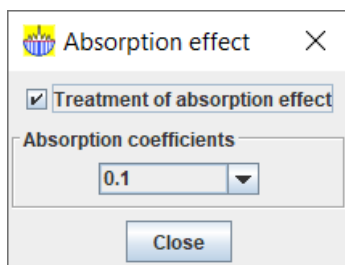 Absorption effect
Treatment of absorption effect
Absorption coefficients
0.1
Close